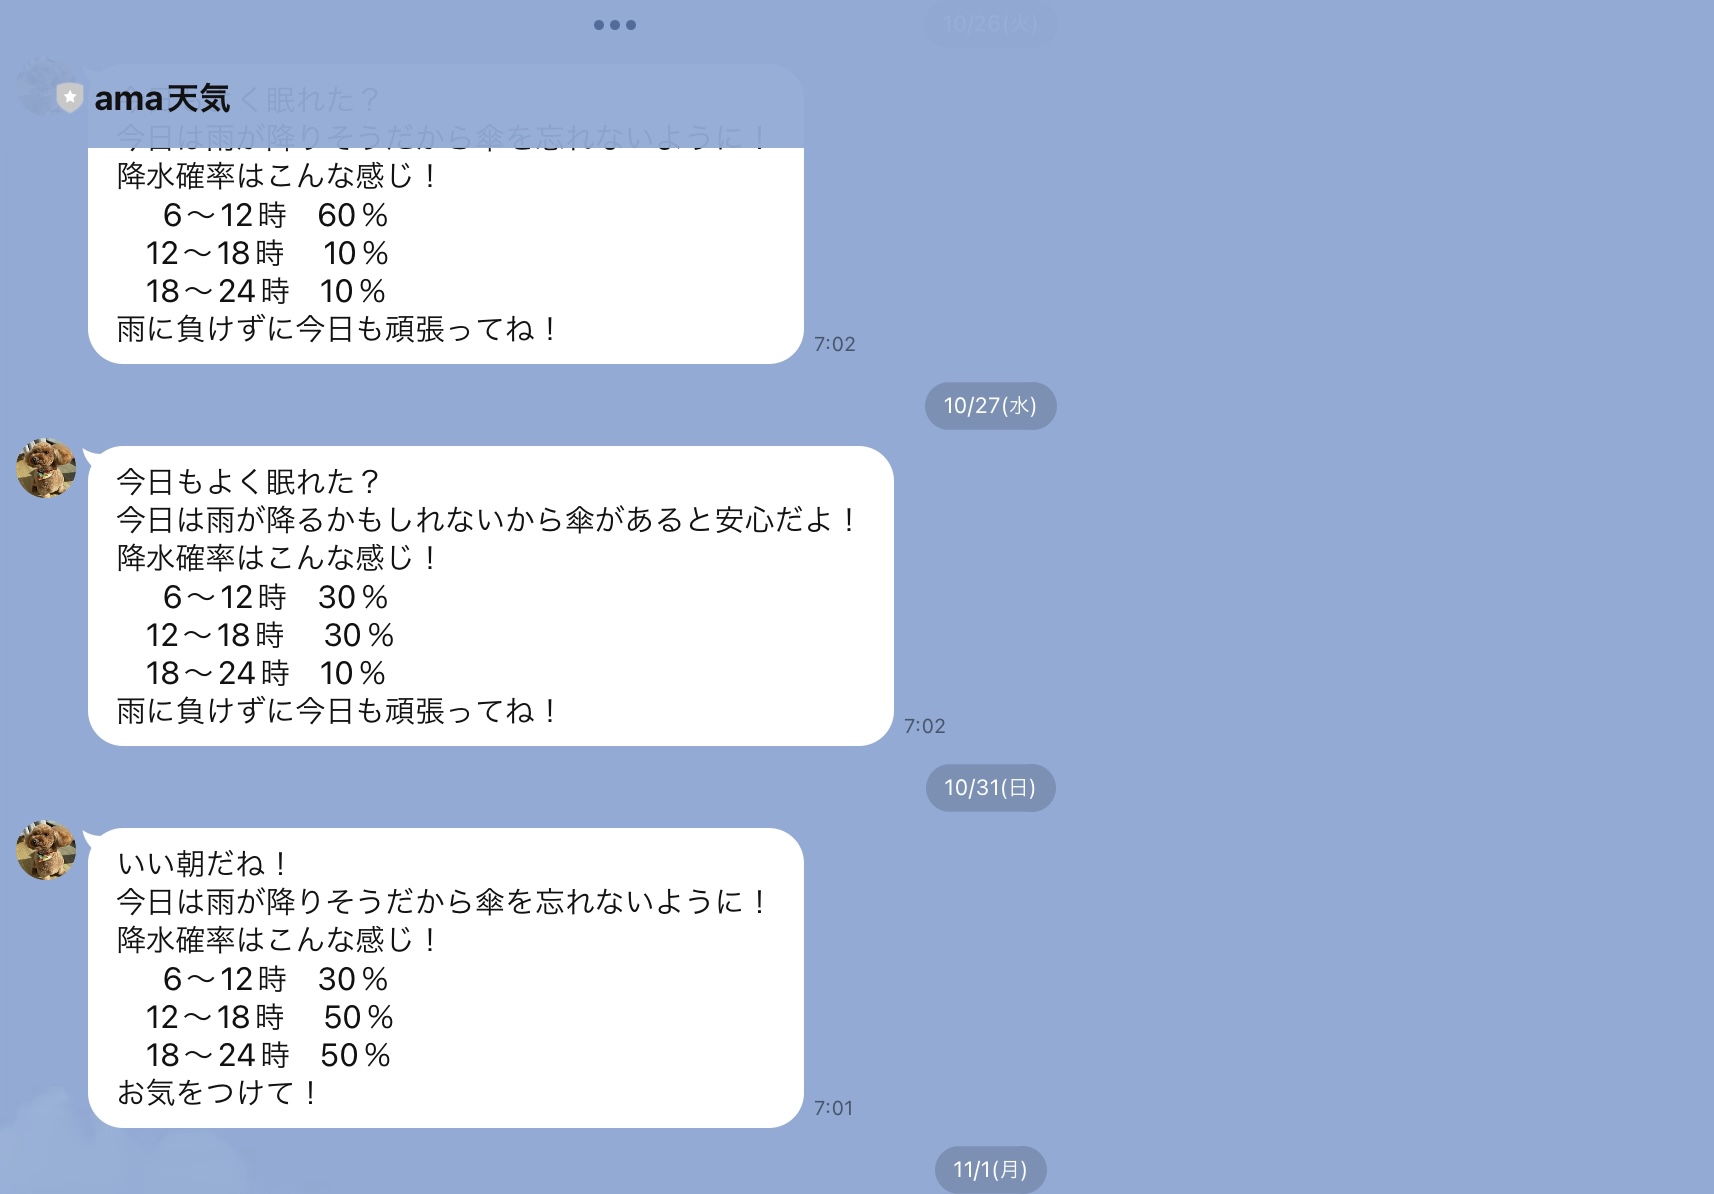 10/26(火)
ama天気
く眠れた？
今日は雨が降りそうだから傘を忘れないように！
降水確率はこんな感じ！
6〜12時 60％
12〜18時 10％
18〜24時 10％
雨に負けずに今日も頑張ってね！
7:02
10/27(水)
今日もよく眠れた？
今日は雨が降るかもしれないから傘があると安心だよ！
降水確率はこんな感じ！
6〜12時 30％
12〜18時 30％
18〜24時 10％
雨に負けずに今日も頑張ってね！
7:02
10/31(日)
いい朝だね！
今日は雨が降りそうだから傘を忘れないように！
降水確率はこんな感じ！
6〜12時 30％
12〜18時 50％
18〜24時 50％
お気をつけて！
7:01
11/1(月)